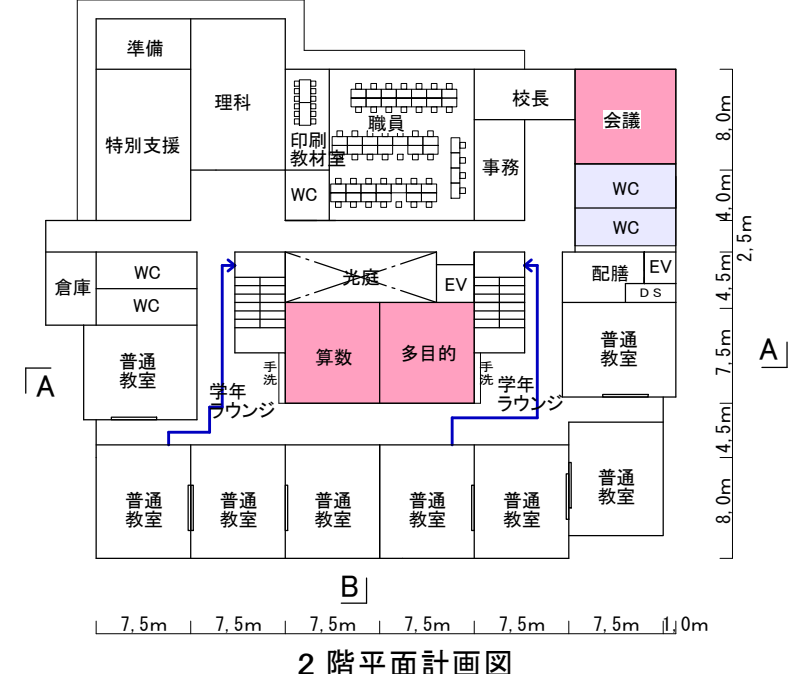 準備
理科
特別支援
印刷
教材室
職員
校長
事務
会議
WC
WC
WC
8,0m
4,0m
2,5m
4,5m
7,5m
4,5m
8,0m
倉庫
WC
WC
光庭
EV
配膳
EV
DS
算数
多目的
手洗
手洗
普通
教室
普通
教室
A
A
学年
ラウンジ
学年
ラウンジ
普通
教室
普通
教室
普通
教室
普通
教室
普通
教室
普通
教室
B
7,5m
7,5m
7,5m
7,5m
7,5m
7,5m
1,0m
2階平面計画図